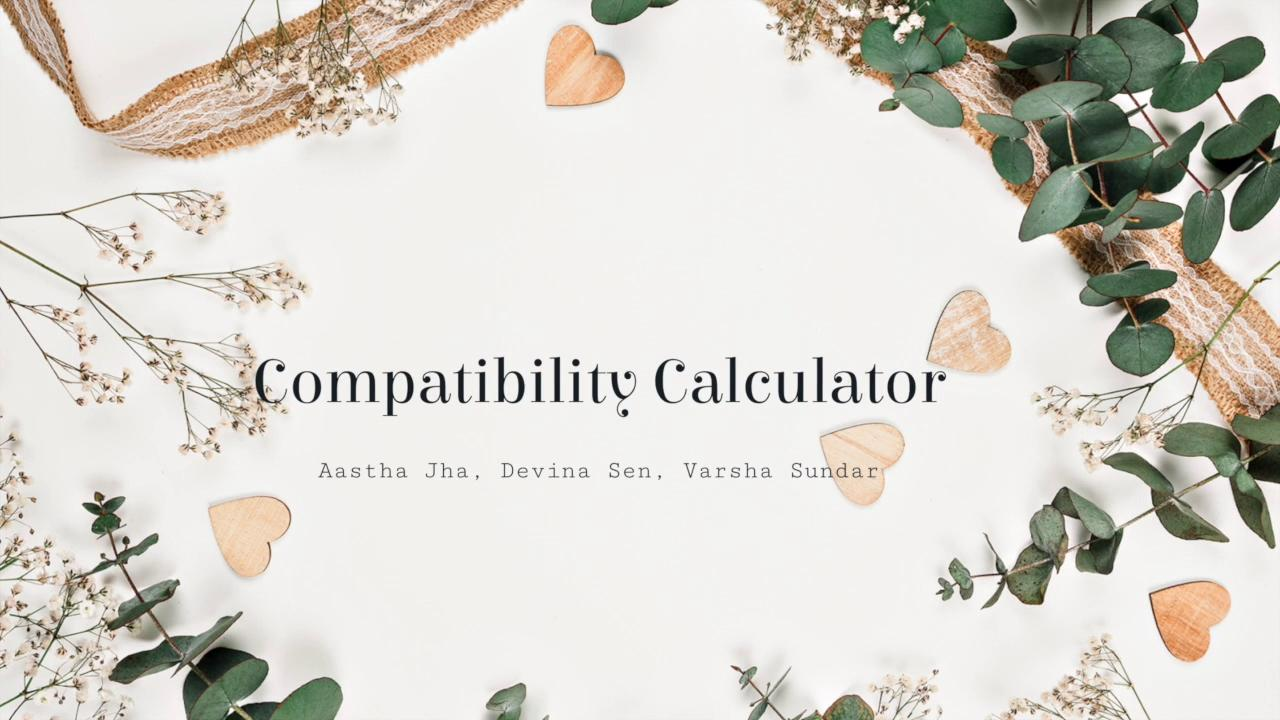 Compatibility Calculator
Aastha Jha, Devina Sen, Varsha Sundar